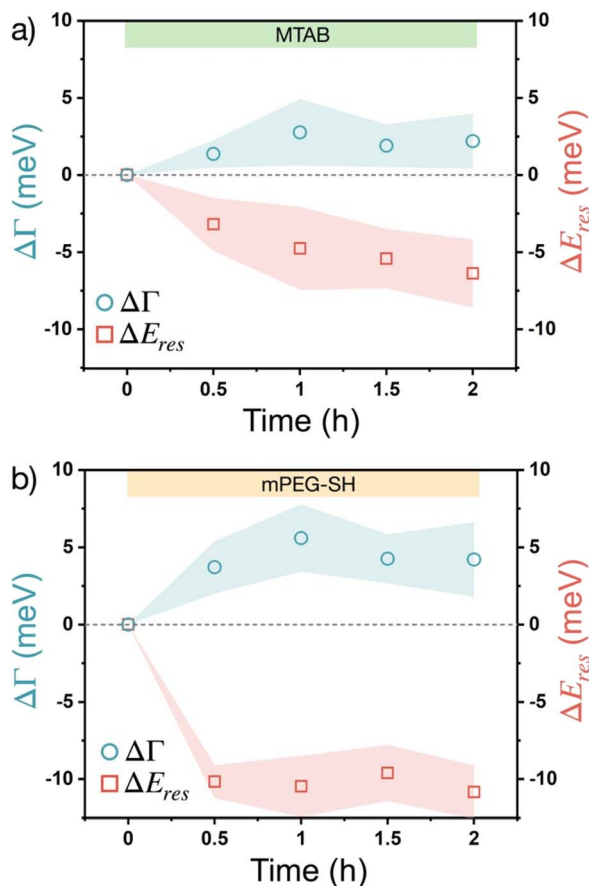 a)
MTAB
10
5
0
-5
-10
10
5
0
-5
-10
ΔΓ (meV)
ΔE_res (meV)
ΔΓ
ΔE_res
0
0.5
1
1.5
2
Time (h)
b)
mPEG-SH
10
5
0
-5
-10
10
5
0
-5
-10
ΔΓ (meV)
ΔE_res (meV)
ΔΓ
ΔE_res
0
0.5
1
1.5
2
Time (h)